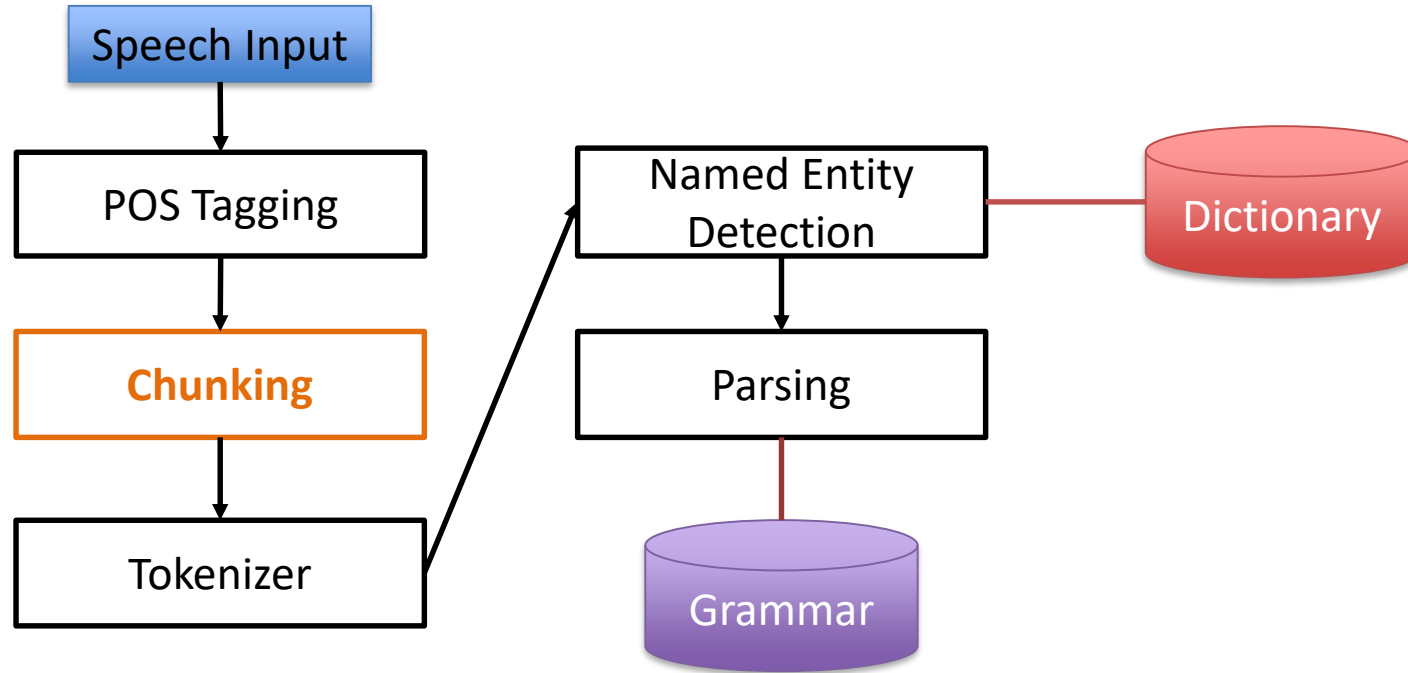 Speech Input
POS Tagging
Chunking
Tokenizer
Named Entity
Detection
Parsing
Dictionary
Grammar